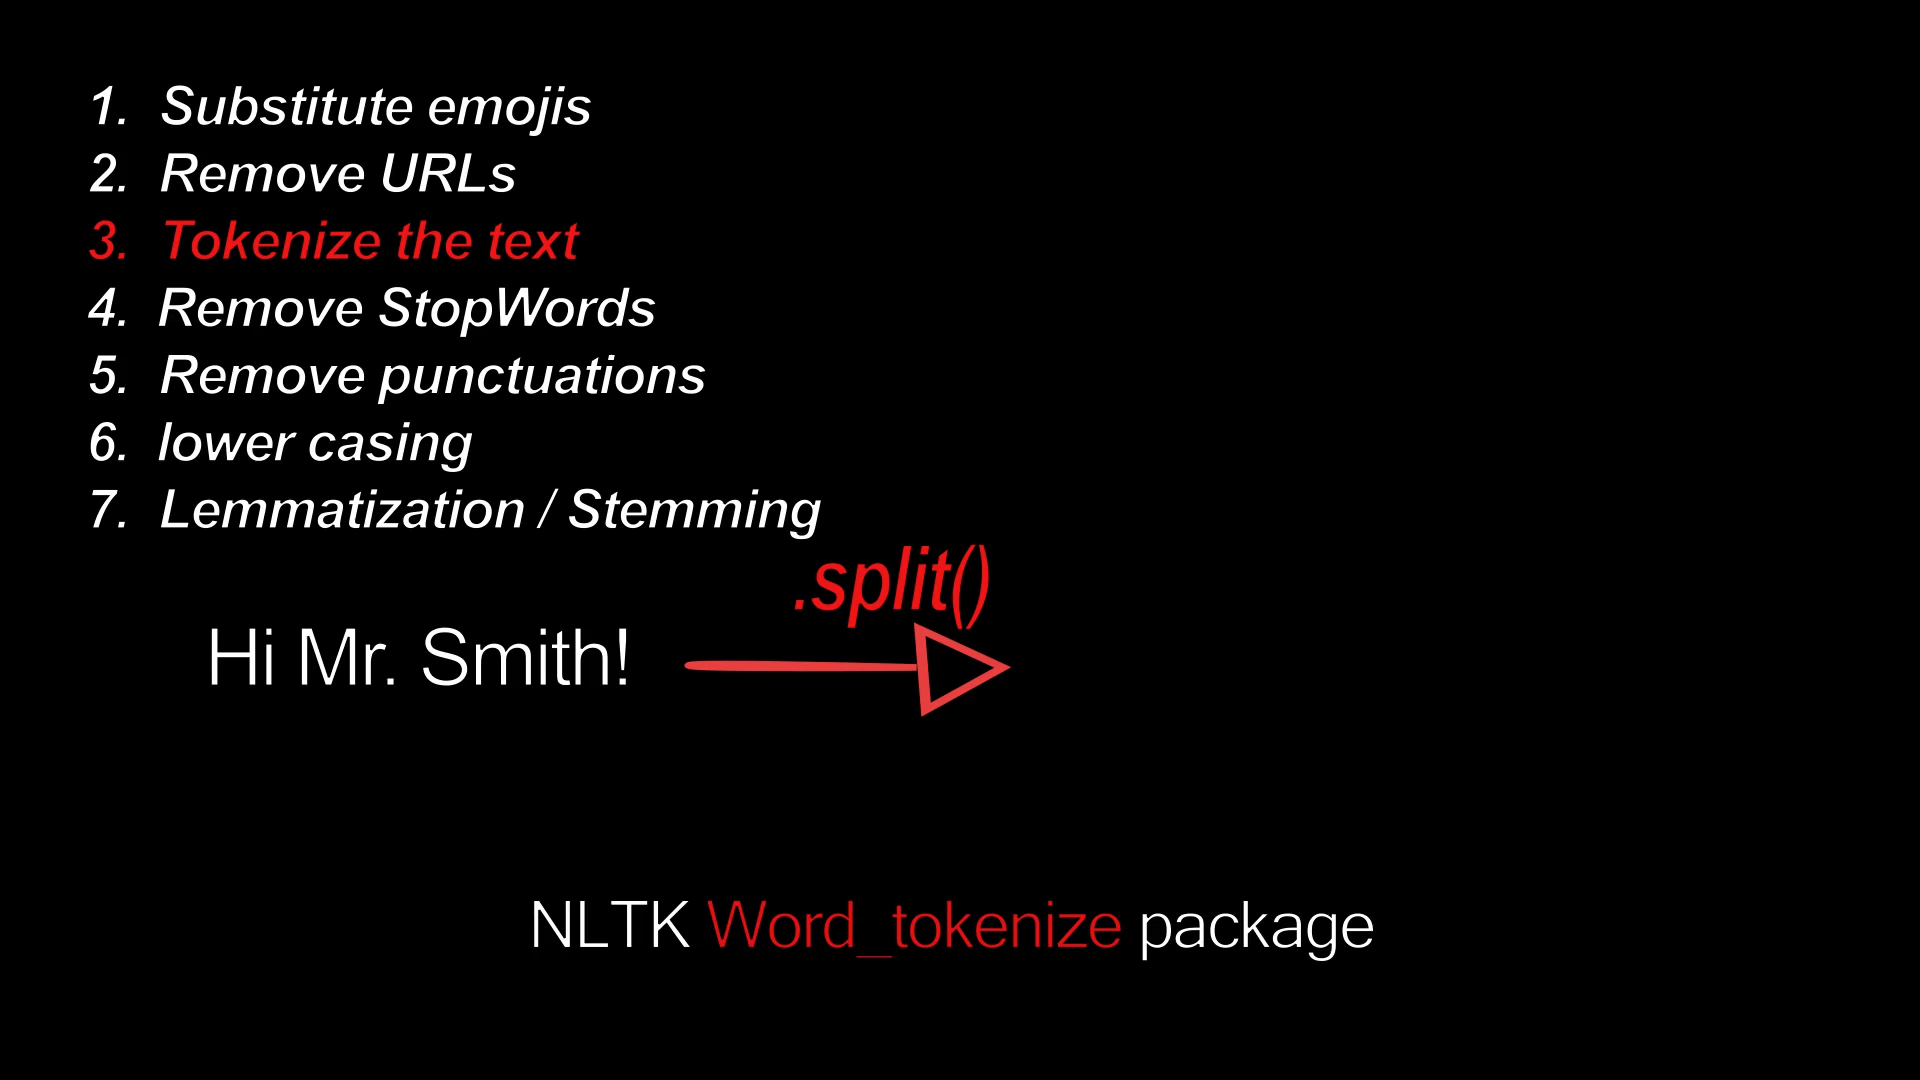 1. Substitute emojis
2. Remove URLs
3. Tokenize the text
4. Remove StopWords
5. Remove punctuations
6. lower casing
7. Lemmatization / Stemming
.split()
Hi Mr. Smith!
NLTK Word_tokenize package